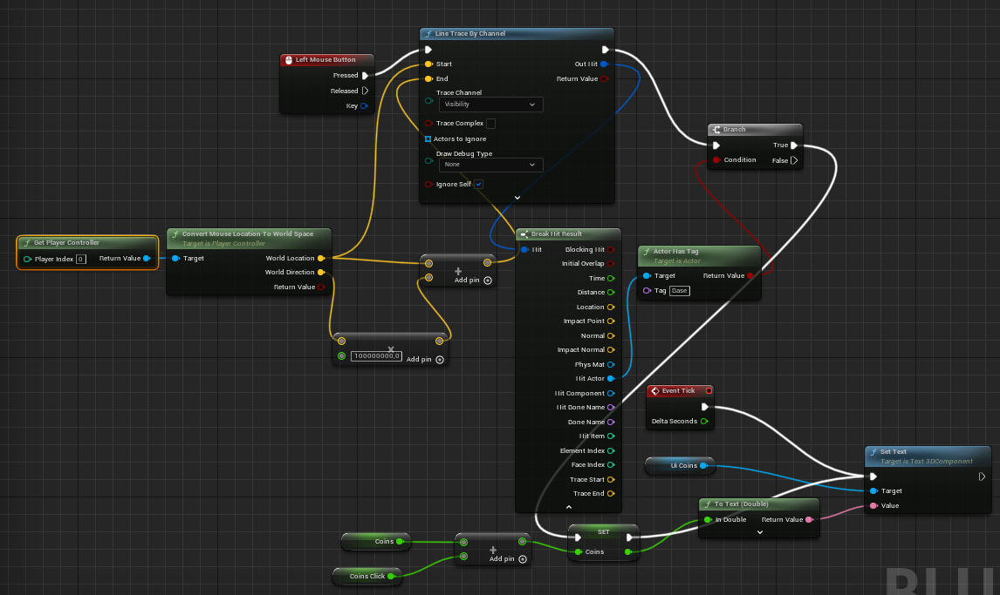 Line Trace By Channel
Start
End
Trace Channel
Visibility
Trace Complex
Actors to Ignore
Draw Debug Type
None
Ignore Self
Out Hit
Return Value
Left Mouse Button
Pressed
Released
Key
Branch
Condition
True
False
Get Player Controller
Player Index 0
Return Value
Convert Mouse Location To World Space
Target is Player Controller
Target
World Location
World Direction
Return Value
Add pin
100000000,0
Add pin
Break Hit Result
Hit
Blocking Hit
Initial Overlap
Time
Distance
Location
Impact Point
Normal
Impact Normal
Phys Mat
Hit Actor
Hit Component
Hit Bone Name
Bone Name
Hit Item
Element Index
Face Index
Trace Start
Trace End
Actor Has Tag
Target is Actor
Target
Return Value
Tag Base
Event Tick
Delta Seconds
Ui Coins
Set Text
Target is Text 3DComponent
Target
Value
To Text (Double)
In Double
Return Value
Coins
Coins Click
Add pin
SET
Coins
BLU